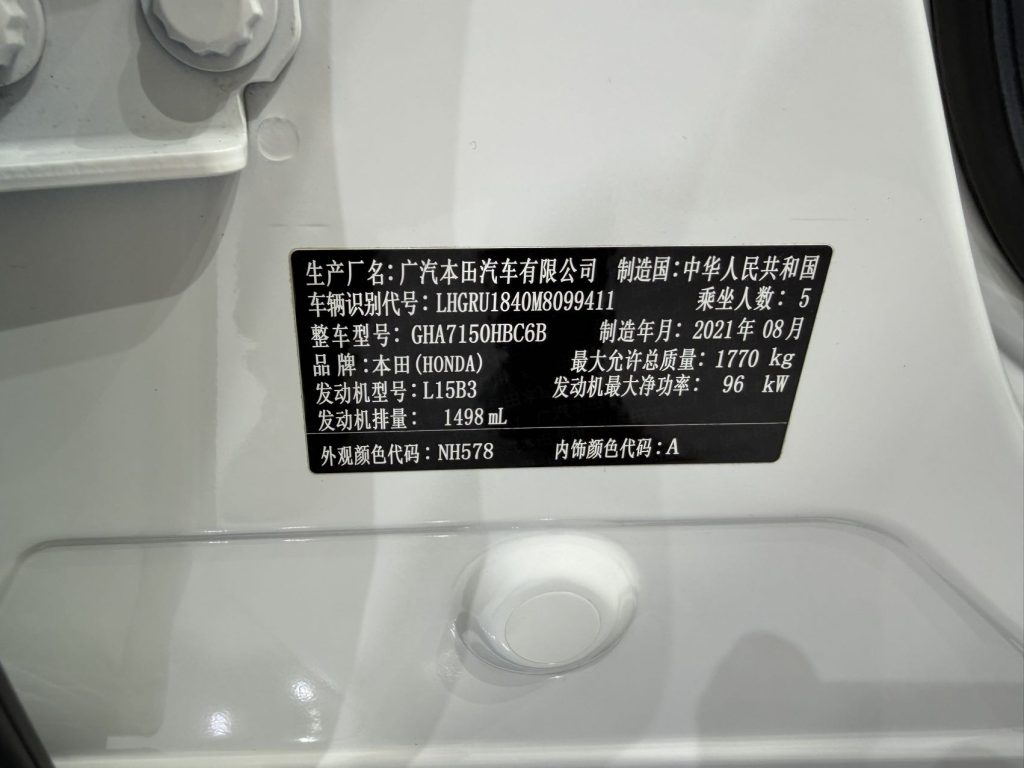 生产厂名：广汽本田汽车有限公司 制造国：中华人民共和国
车辆识别代号：LHGRU1840M8099411 乘坐人数：5
整车型号：GHA7150HBC6B 制造年月：2021年08月
品牌：本田(HONDA) 最大允许总质量：1770 kg
发动机型号：L15B3 发动机最大净功率：96 kW
发动机排量：1498 mL
外观颜色代码：NH578 内饰颜色代码：A